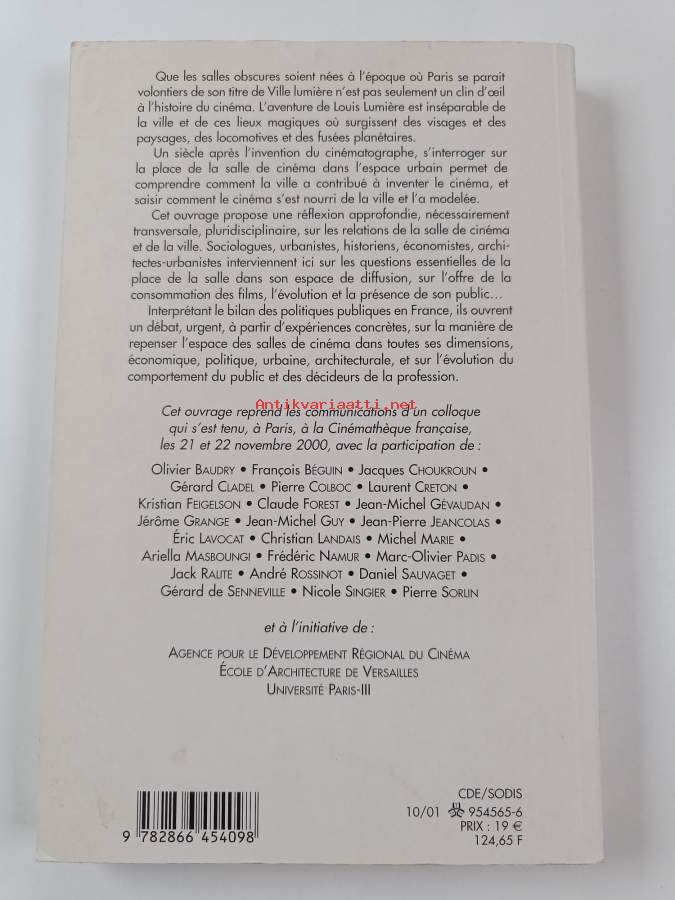 Que les salles obscures soient nées à l'époque où Paris se parait
volontiers de son titre de Ville lumière n'est pas seulement un clin d'œil
à l'histoire du cinéma. L'aventure de Louis Lumière est inséparable de
la ville et de ces lieux magiques où surgissent des visages et des
paysages, des locomotives et des fusées planétaires.
Un siècle après l'invention du cinématographe, s'interroger sur
la place de la salle de cinéma dans l'espace urbain permet de
comprendre comment la ville a contribué à inventer le cinéma, et
saisir comment le cinéma s'est nourri de la ville et l'a modelée.
Cet ouvrage propose une réflexion approfondie, nécessairement
transversale, pluridisciplinaire, sur les relations de la salle de cinéma
et de la ville. Sociologues, urbanistes, historiens, économistes, archi-
tectes-urbanistes interviennent ici sur les questions essentielles de la
place de la salle dans son espace de diffusion, sur l'offre de la
consommation des films, l'évolution et la présence de son public...
Interprétant le bilan des politiques publiques en France, ils ouvrent
un débat, urgent, à partir d'expériences concrètes, sur la manière de
repenser l'espace des salles de cinéma dans toutes ses dimensions,
économique, politique, urbaine, architecturale, et sur l'évolution du
comportement du public et des décideurs de la profession.
Antikvariaatti.net
Cet ouvrage reprend les communications d'un colloque
qui s'est tenu, à Paris, à la Cinémathèque française,
les 21 et 22 novembre 2000, avec la participation de :
Olivier BAUDRY • François BÉGUIN • Jacques CHOUKROUN •
Gérard CLADEL • Pierre COLBOC • Laurent CRETON •
Kristian FEIGELSON • Claude FOREST • Jean-Michel GÉVAUDAN •
Jérôme GRANGE • Jean-Michel GUY • Jean-Pierre JEANCOLAS •
Éric LAVOCAT • Christian LANDAIS • Michel MARIE •
Ariella MASBOUNGI • Frédéric NAMUR • Marc-Olivier PADIS •
Jack RALITE • André ROSSINOT • Daniel SAUVAGET •
Gérard de SENNEVILLE • Nicole SINGIER • Pierre SORLIN
et à l'initiative de :
AGENCE POUR LE DÉVELOPPEMENT RÉGIONAL DU CINÉMA
ÉCOLE D'ARCHITECTURE DE VERSAILLES
UNIVERSITÉ PARIS-III
CDE/SODIS
10/01 954565-6
PRIX : 19 €
124,65 F
9 782866 454098